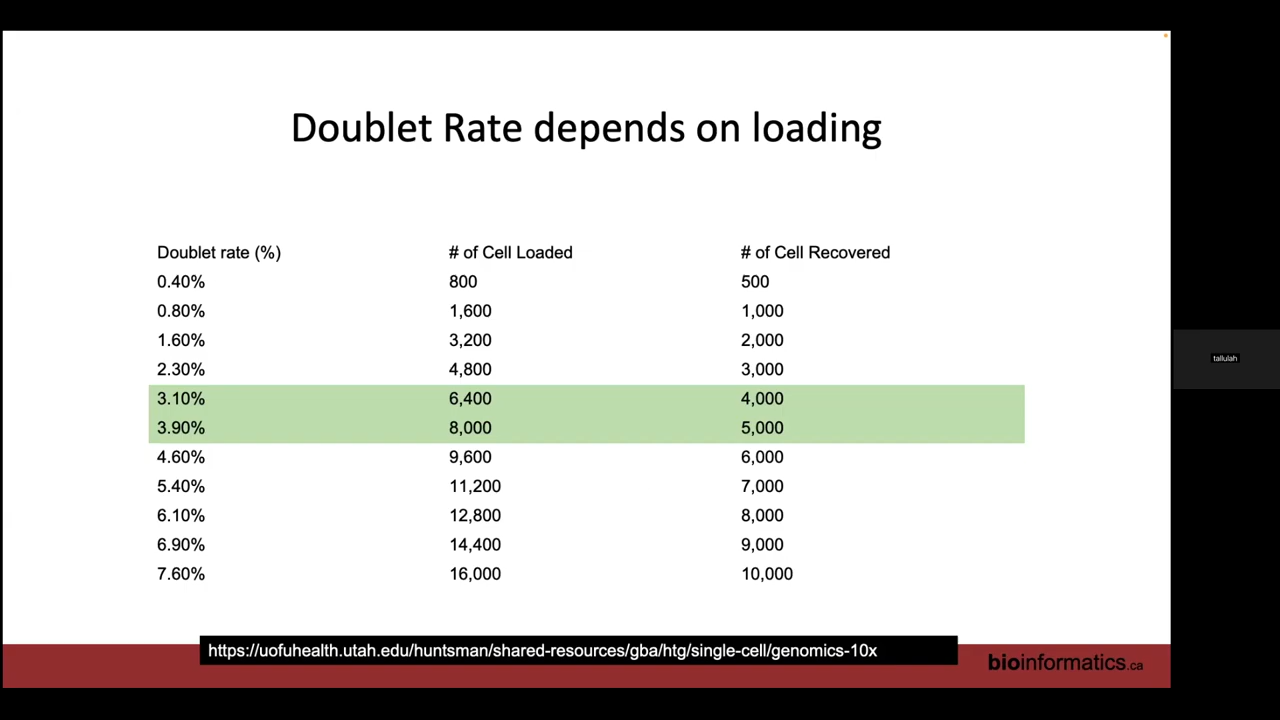 Doublet Rate depends on loading
Doublet rate (%) # of Cell Loaded # of Cell Recovered
0.40% 800 500
0.80% 1,600 1,000
1.60% 3,200 2,000
2.30% 4,800 3,000
3.10% 6,400 4,000
3.90% 8,000 5,000
4.60% 9,600 6,000
5.40% 11,200 7,000
6.10% 12,800 8,000
6.90% 14,400 9,000
7.60% 16,000 10,000
tallulah
https://uofuhealth.utah.edu/huntsman/shared-resources/gba/htg/single-cell/genomics-10x
bioinformatics.ca